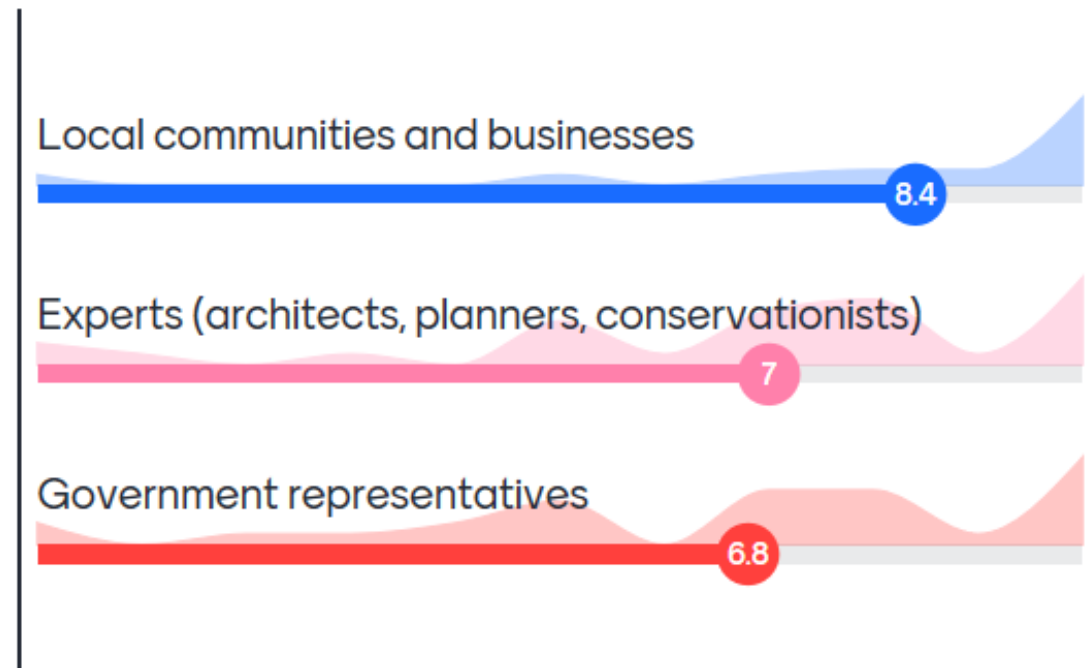 Local communities and businesses
8.4
Experts (architects, planners, conservationists)
7
Government representatives
6.8